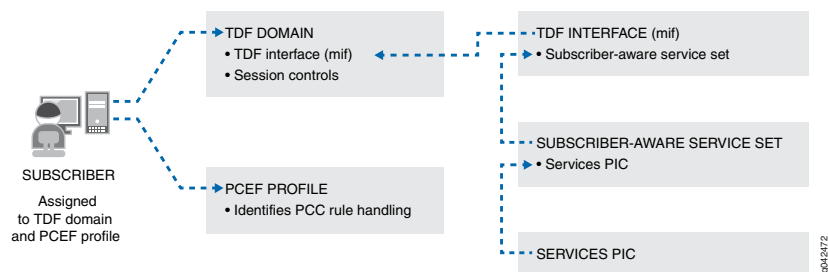 TDF DOMAIN
• TDF interface (mif)
• Session controls
TDF INTERFACE (mif)
• Subscriber-aware service set
SUBSCRIBER
Assigned
to TDF domain
and PCEF profile
PCEF PROFILE
• Identifies PCC rule handling
SUBSCRIBER-AWARE SERVICE SET
• Services PIC
SERVICES PIC
g042472